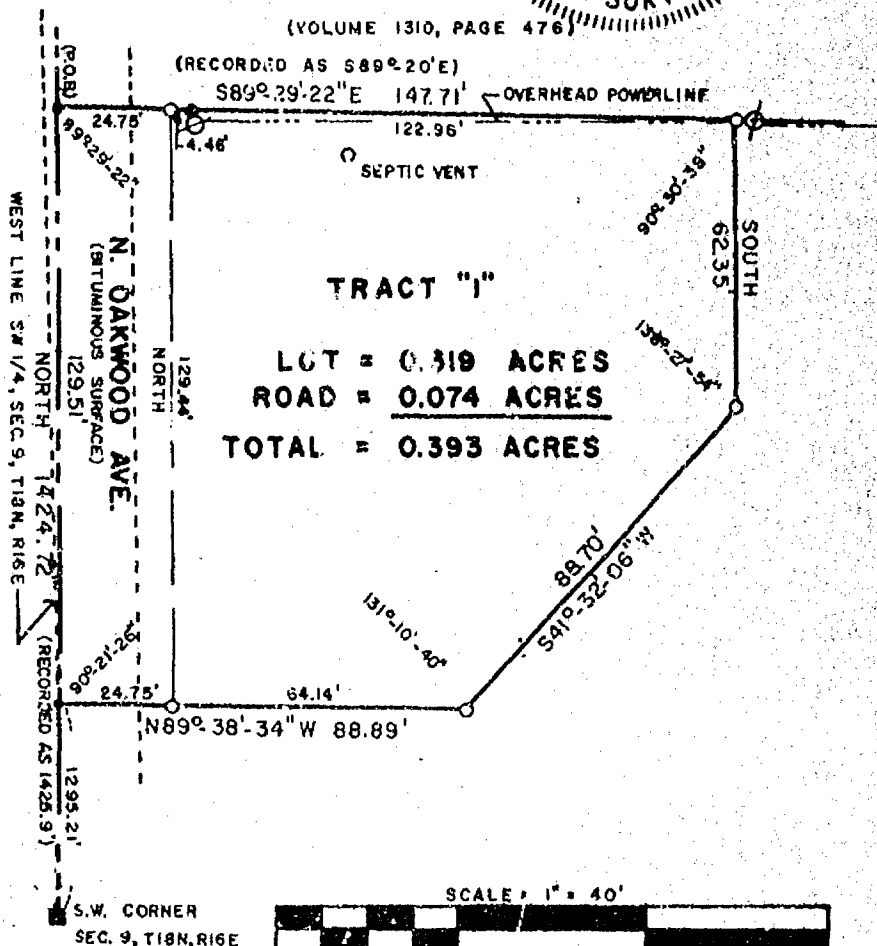 SURV
(VOLUME 1310, PAGE 476)
(RECORDED AS S89°-20'E)
S89°-29'-22"E 147.71'
OVERHEAD POWERLINE
(P.O.B)
24.75'
122.96'
4.46'
89°-29'-22"
SEPTIC VENT
90°-30'-38"
SOUTH
62.35'
N. OAKWOOD AVE.
(BITUMINOUS SURFACE)
TRACT "1"
LOT = 0.319 ACRES
ROAD = 0.074 ACRES
TOTAL = 0.393 ACRES
138°-27'-54"
WEST LINE SW 1/4, SEC. 9, T18N, R16E
NORTH 1424.72'
(RECORDED AS 1425.9')
129.51'
NORTH
129.44'
88.70'
S41°-32'-06"W
131°-10'-40"
90°-21'-26"
24.75'
64.14'
N89°-38'-34"W 88.89'
1295.21'
S.W. CORNER
SEC. 9, T18N, R16E
SCALE 1" = 40'